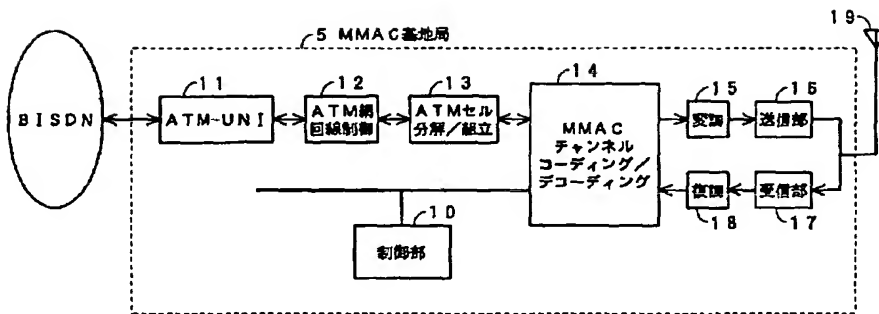 5 MMAC基地局
19
BISDN
11
ATM-UNI
12
ATM網
回線制御
13
ATMセル
分解/組立
14
MMAC
チャンネル
コーディング/
デコーディング
15
変調
16
送信部
復調
18
受信部
17
10
制御部